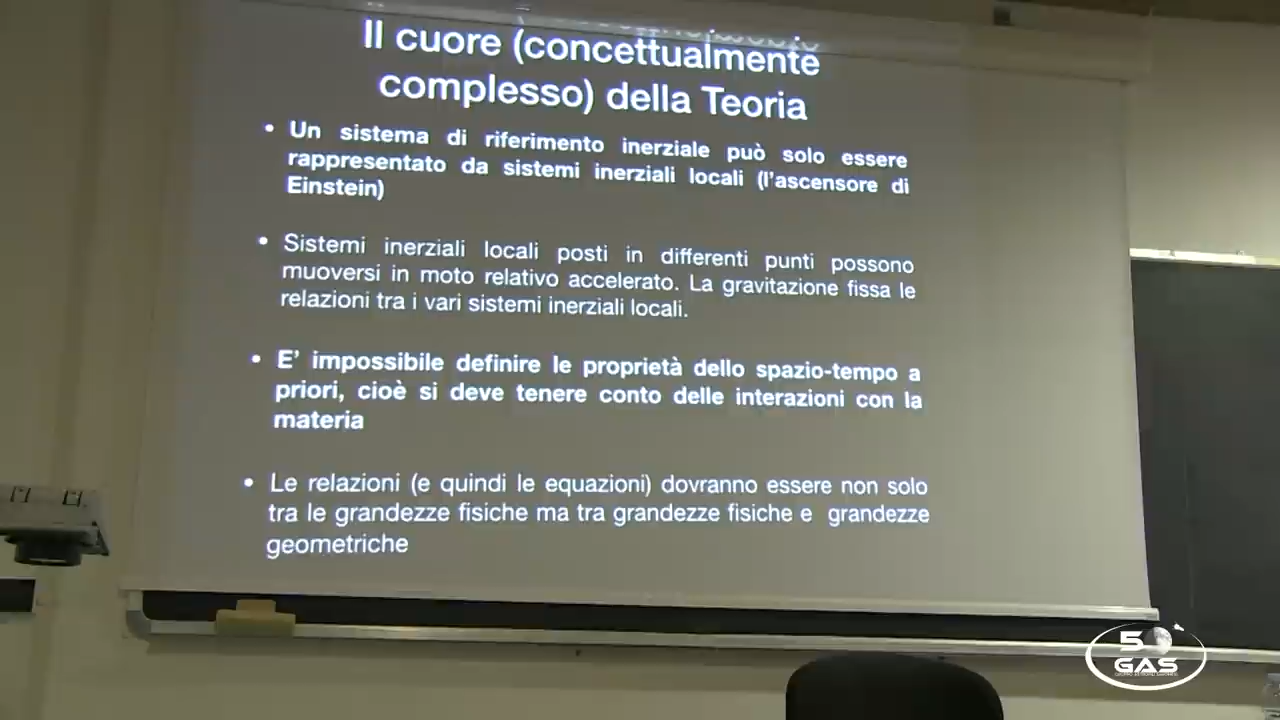 Il cuore (concettualmente
complesso) della Teoria
• Un sistema di riferimento inerziale può solo essere
rappresentato da sistemi inerziali locali (l'ascensore di
Einstein)
• Sistemi inerziali locali posti in differenti punti possono
muoversi in moto relativo accelerato. La gravitazione fissa le
relazioni tra i vari sistemi inerziali locali.
• E' impossibile definire le proprietà dello spazio-tempo a
priori, cioè si deve tenere conto delle interazioni con la
materia
• Le relazioni (e quindi le equazioni) dovranno essere non solo
tra le grandezze fisiche ma tra grandezze fisiche e grandezze
geometriche
50
GAS